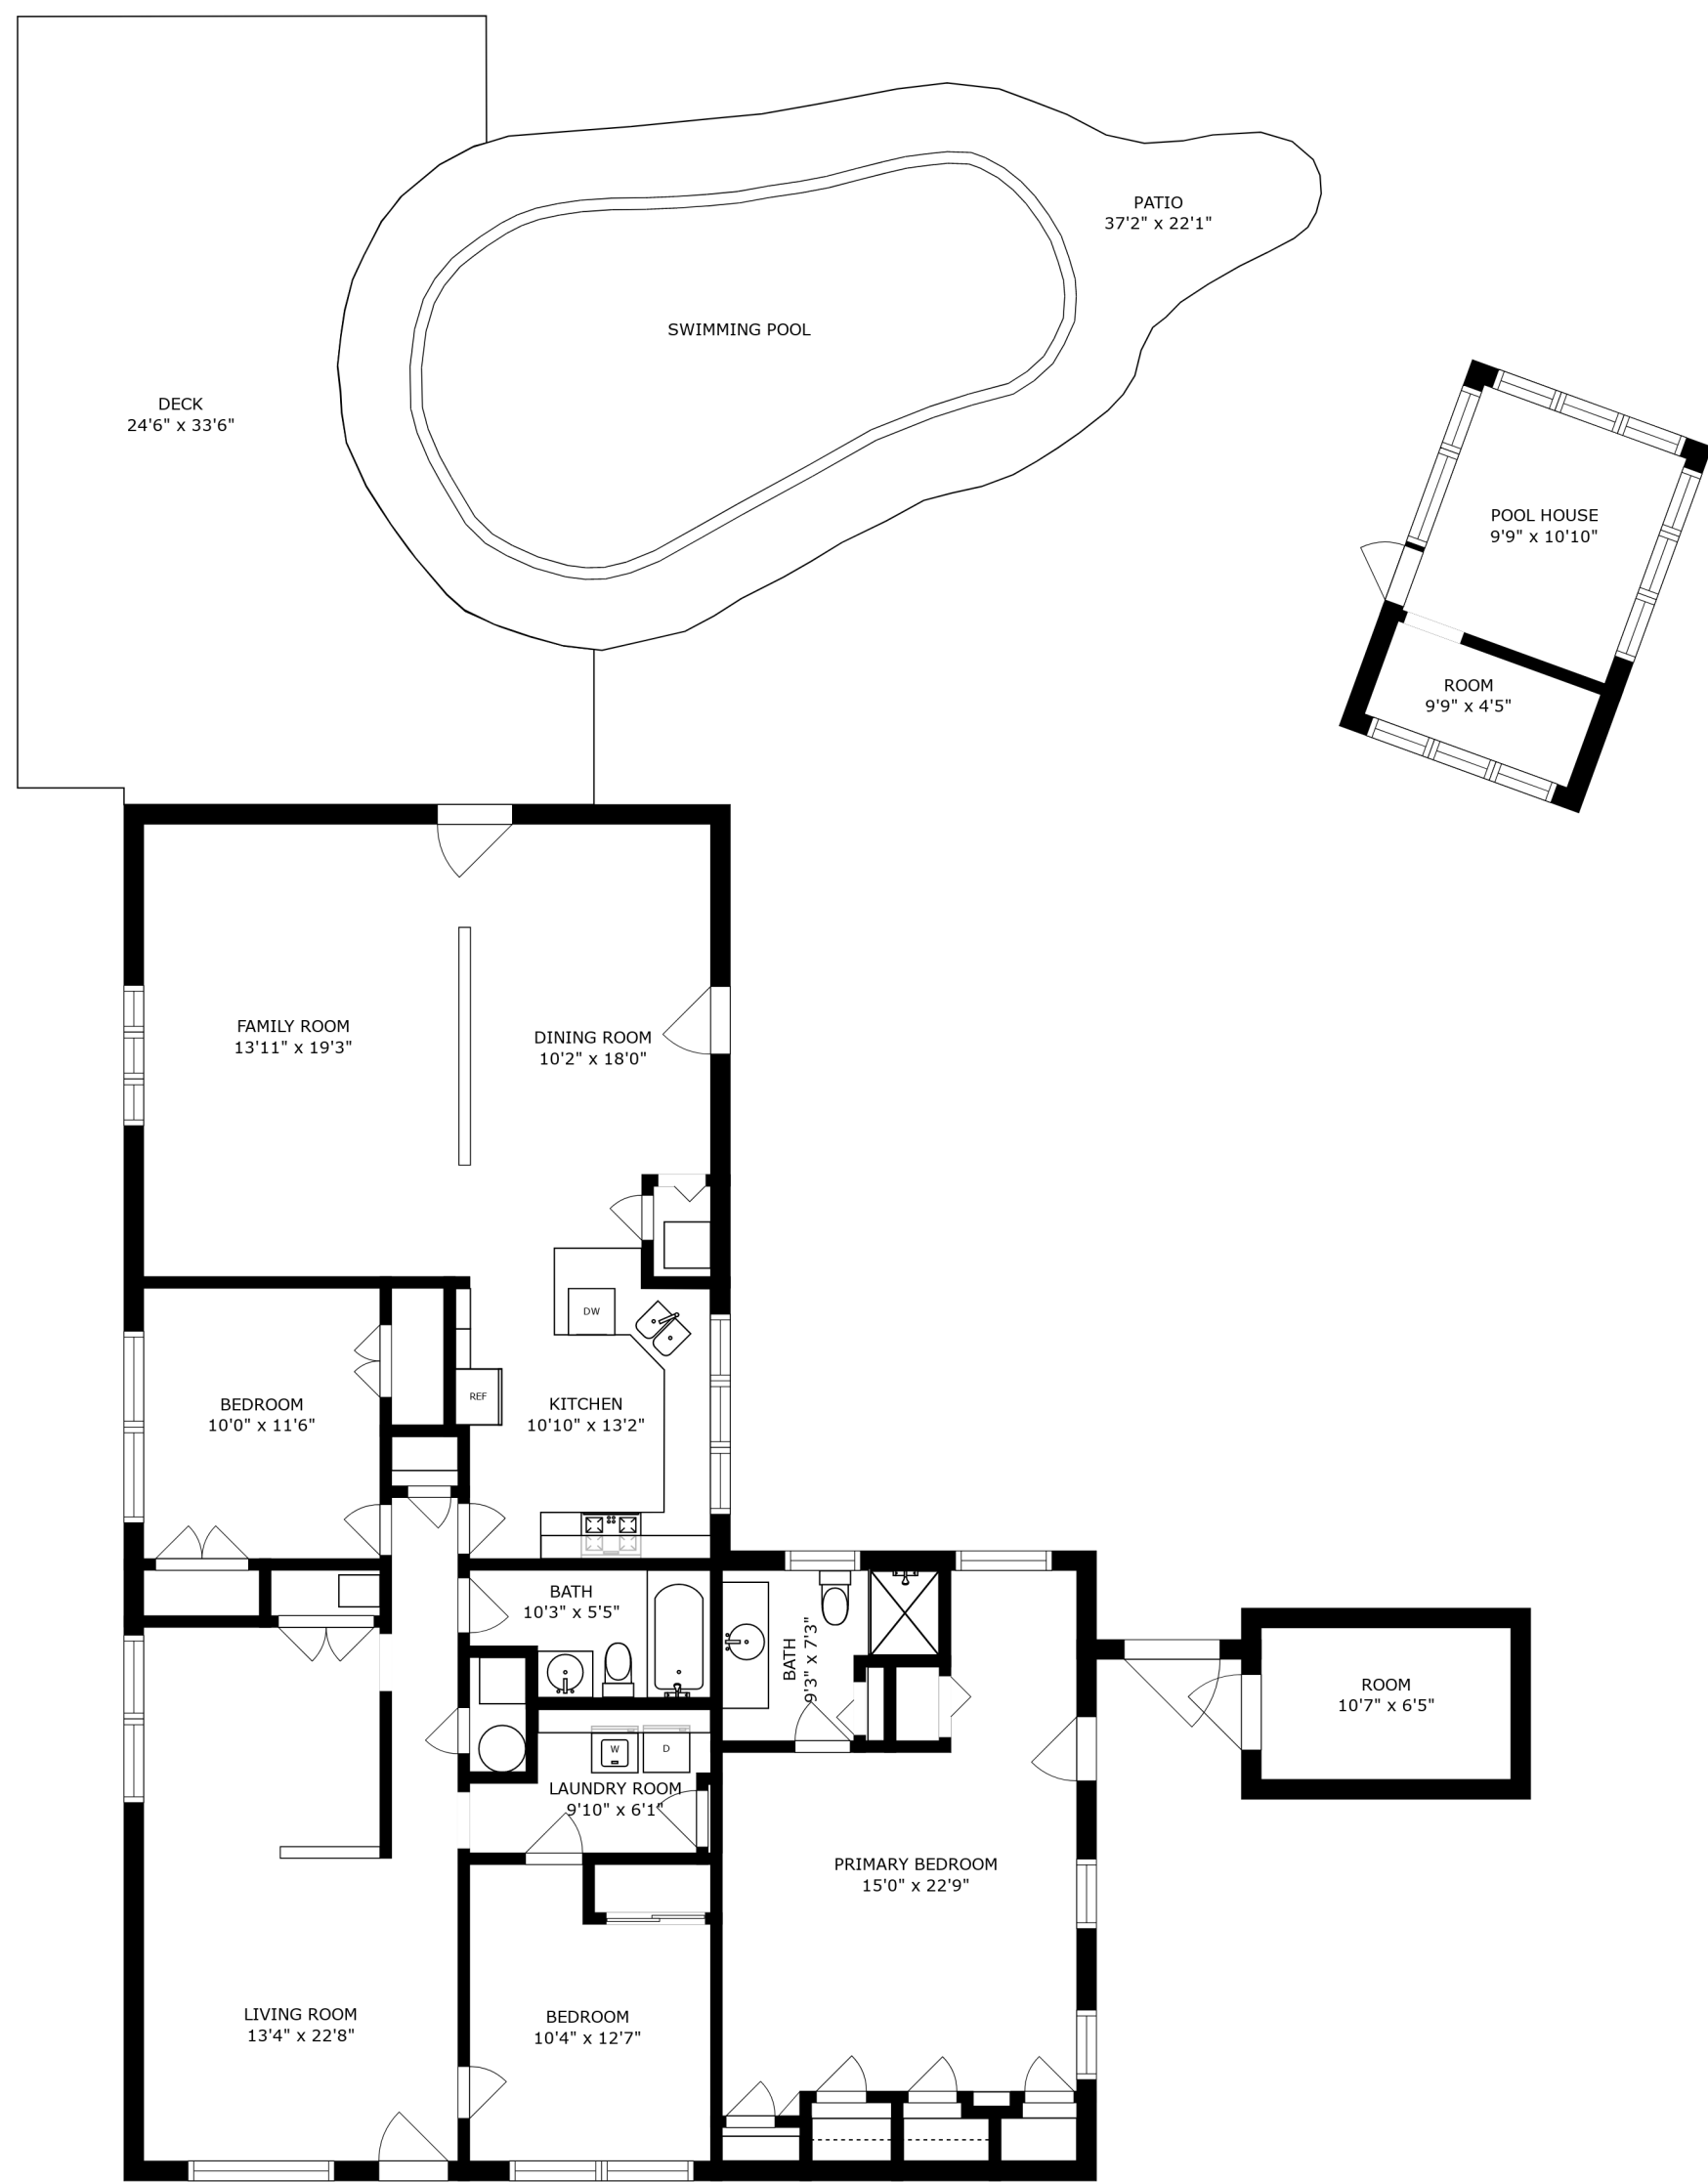 PATIO
37'2" x 22'1"
SWIMMING POOL
DECK
24'6" x 33'6"
POOL HOUSE
9'9" x 10'10"
ROOM
9'9" x 4'5"
FAMILY ROOM
13'11" x 19'3"
DINING ROOM
10'2" x 18'0"
DW
REF
BEDROOM
10'0" x 11'6"
KITCHEN
10'10" x 13'2"
BATH
10'3" x 5'5"
BATH
9'3" x 7'3"
ROOM
10'7" x 6'5"
W
D
LAUNDRY ROOM
9'10" x 6'1"
PRIMARY BEDROOM
15'0" x 22'9"
LIVING ROOM
13'4" x 22'8"
BEDROOM
10'4" x 12'7"